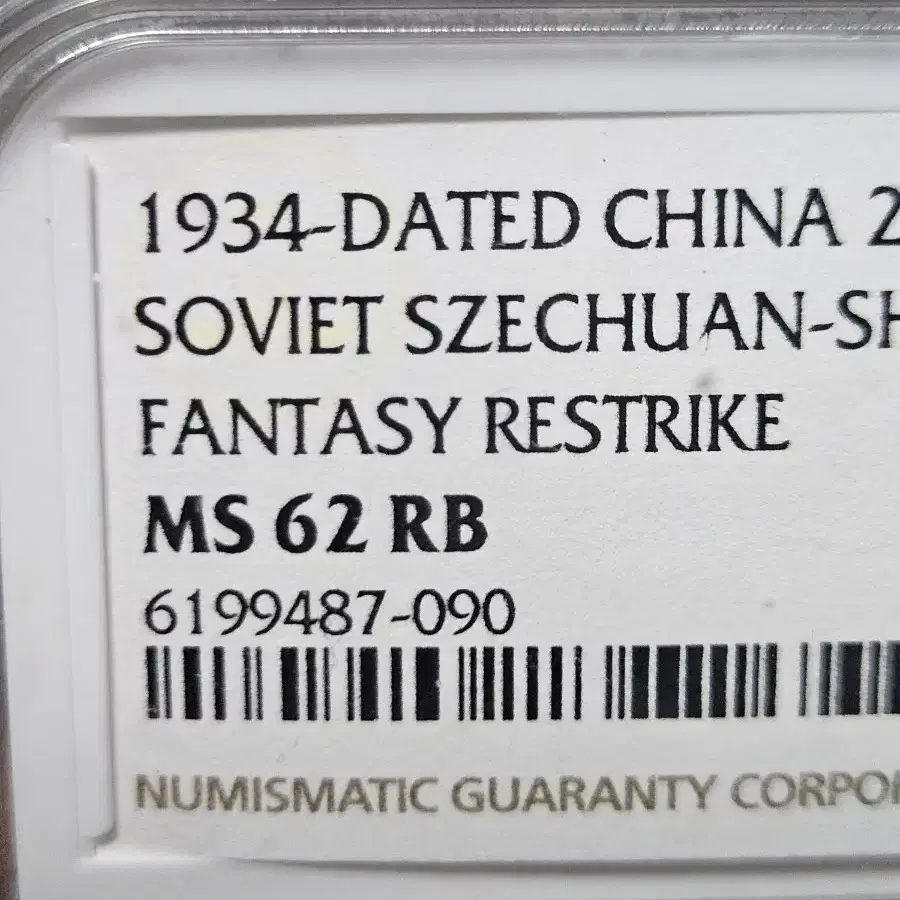 1934-DATED CHINA 2
SOVIET SZECHUAN-SH
FANTASY RESTRIKE
MS 62 RB
6199487-090
NUMISMATIC GUARANTY CORPO